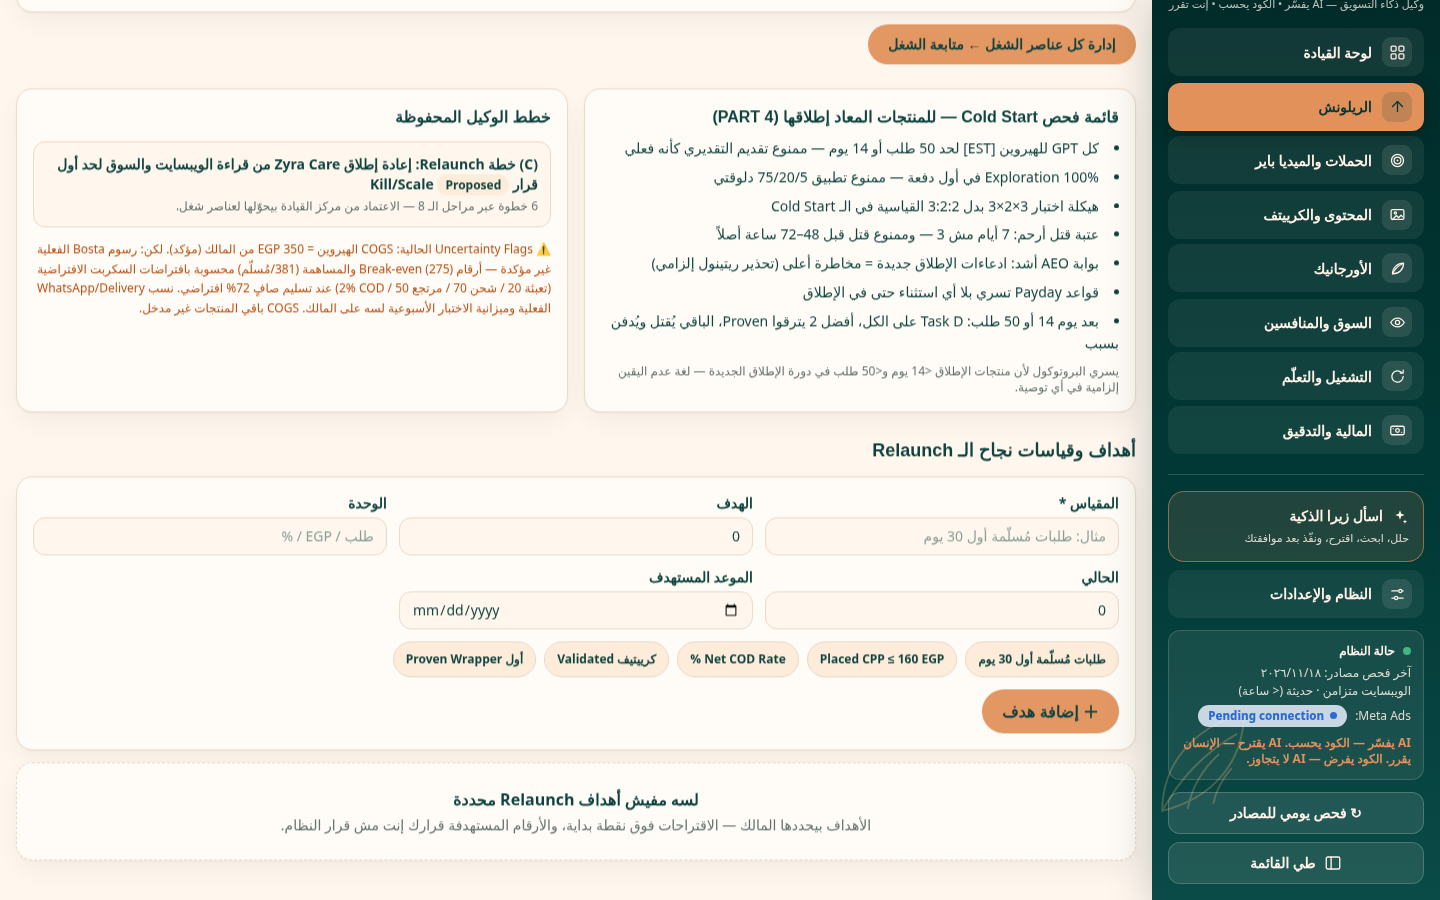 وكيل ذكاء التسويق — AI يفسّر • الكود يحسب • إنت تقرر
لوحة القيادة
الريلونش
الحملات والميديا باير
المحتوى والكرييتف
الأورجانيك
السوق والمنافسين
التشغيل والتعلّم
المالية والتدقيق
اسأل زيرا الذكية
حلل، ابحث، اقترح، ونفّذ بعد موافقتك
النظام والإعدادات
حالة النظام
آخر فحص مصادر: ٢٠٢٦/١١/١٨
الويبسايت متزامن · حديثة (< ساعة)
Meta Ads: Pending connection
AI يفسّر — الكود يحسب. AI يقترح — الإنسان
يقرر. الكود يفرض — AI لا يتجاوز.
↻ فحص يومي للمصادر
طي القائمة
إدارة كل عناصر الشغل ← متابعة الشغل
قائمة فحص Cold Start — للمنتجات المعاد إطلاقها (PART 4)
كل GPT للهيروين [EST] لحد 50 طلب أو 14 يوم — ممنوع تقديم التقديري كأنه فعلي
100% Exploration في أول دفعة — ممنوع تطبيق 75/20/5 دلوقتي
هيكلة اختبار 3×2×3 بدل 3:2:2 القياسية في الـ Cold Start
عتبة قتل أرحم: 7 أيام مش 3 — وممنوع قتل قبل 48–72 ساعة أصلاً
بوابة AEO أشد: ادعاءات الإطلاق جديدة = مخاطرة أعلى (تحذير ريتينول إلزامي)
قواعد Payday تسري بلا أي استثناء حتى في الإطلاق
بعد يوم 14 أو 50 طلب: Task D على الكل، أفضل 2 يترقوا Proven، الباقي يُقتل ويُدفن
بسبب
يسري البروتوكول لأن منتجات الإطلاق <14 يوم و<50 طلب في دورة الإطلاق الجديدة — لغة عدم اليقين
إلزامية في أي توصية.
خطط الوكيل المحفوظة
(C) خطة Relaunch: إعادة إطلاق Zyra Care من قراءة الويبسايت والسوق لحد أول
قرار Kill/Scale Proposed
6 خطوة عبر مراحل الـ 8 — الاعتماد من مركز القيادة بيحوّلها لعناصر شغل.
⚠️ Uncertainty Flags الحالية: COGS الهيروين = 350 EGP من المالك (مؤكد). لكن: رسوم Bosta الفعلية
غير مؤكدة — أرقام Break-even (275) والمساهمة (381/مُسلّم) محسوبة باقتراضات السكربت الافتراضية
(تعبئة 20 / شحن 70 / مرتجع 50 / COD 2%) عند تسليم صافي 72% افتراضي. نسب WhatsApp/Delivery
الفعلية وميزانية الاختبار الأسبوعية لسه على المالك. COGS باقي المنتجات غير مدخل.
أهداف وقياسات نجاح الـ Relaunch
المقياس *
الهدف
الوحدة
مثال: طلبات مُسلّمة أول 30 يوم
0
طلب / EGP / %
الحالي
الموعد المستهدف
0
mm/dd/yyyy
طلبات مُسلّمة أول 30 يوم
Placed CPP ≤ 160 EGP
Net COD Rate %
كرييتيف Validated
أول Proven Wrapper
+ إضافة هدف
لسه مفيش أهداف Relaunch محددة
الأهداف بيحددها المالك — الاقتراحات فوق نقطة بداية، والأرقام المستهدفة قرارك إنت مش قرار النظام.